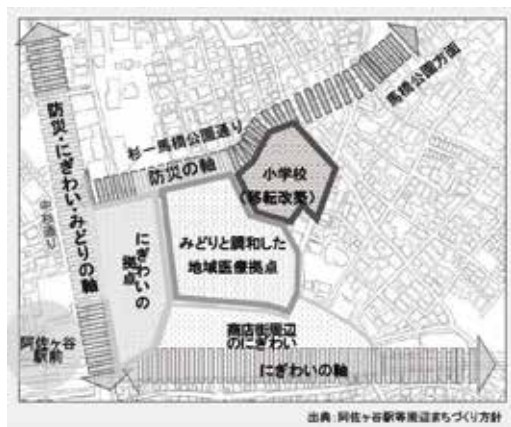 馬橋公園方面
杉一馬橋公園通り
防災の軸
小学校
(移転改築)
防災・にぎわい・みどりの軸
中杉通り
にぎわいの
拠点
みどりと調和した
地域医療拠点
商店街周辺
のにぎわい
阿佐ヶ谷
駅前
にぎわいの軸
出典：阿佐ヶ谷駅等周辺まちづくり方針